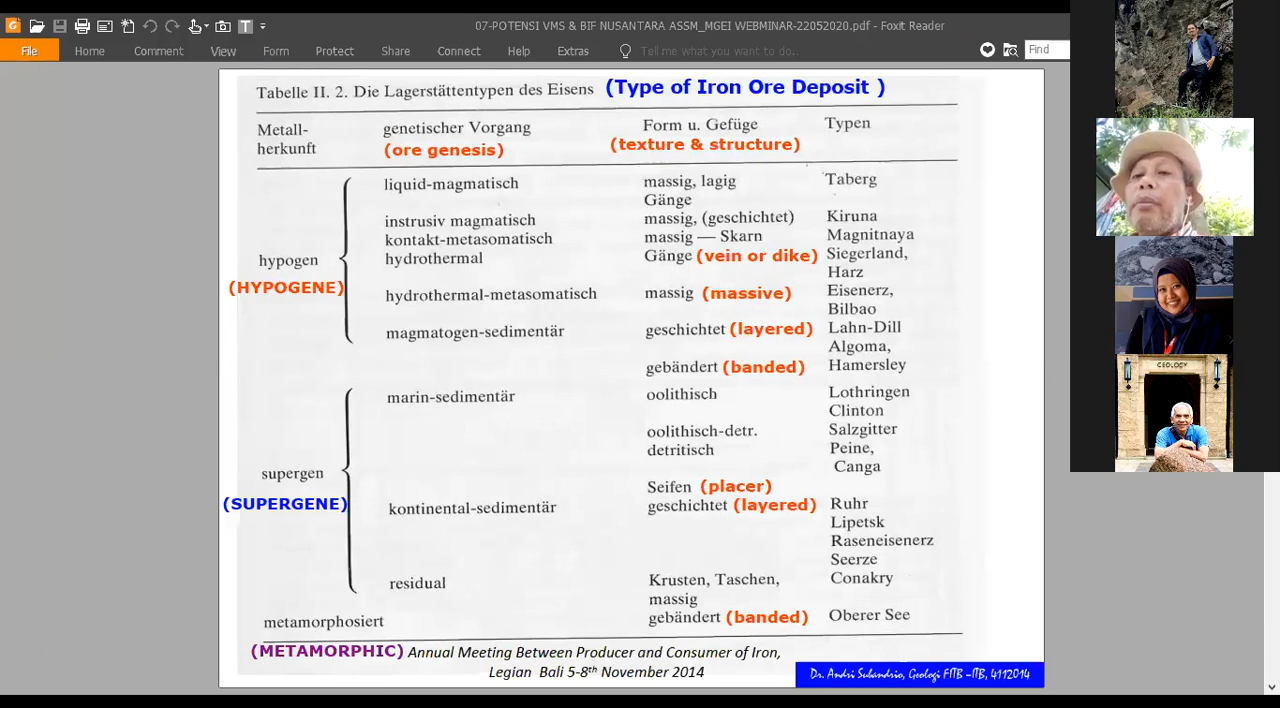 07-POTENSI VMS & BIF NUSANTARA ASSM_MGEI WEBMINAR-22052020.pdf - Foxit Reader
File Home Comment View Form Protect Share Connect Help Extras Tell me what you want to do.. Find
Tabelle II. 2. Die Lagerstättentypen des Eisens (Type of Iron Ore Deposit )
Metall- genetischer Vorgang Form u. Gefüge Typen
herkunft (ore genesis) (texture & structure)
liquid-magmatisch massig, lagig Taberg
Gänge
instrusiv magmatisch massig, (geschichtet) Kiruna
kontakt-metasomatisch massig — Skarn Magnitnaya
hypogen hydrothermal Gänge (vein or dike) Siegerland,
Harz
(HYPOGENE) hydrothermal-metasomatisch massig (massive) Eisenerz,
Bilbao
magmatogen-sedimentär geschichtet (layered) Lahn-Dill
Algoma,
gebändert (banded) Hamersley
marin-sedimentär oolithisch Lothringen
Clinton
oolithisch-detr. Salzgitter
detritisch Peine,
supergen Canga
Seifen (placer)
(SUPERGENE) kontinental-sedimentär geschichtet (layered) Ruhr
Lipetsk
Raseneisenerz
Seerze
residual Krusten, Taschen, Conakry
massig
metamorphosiert gebändert (banded) Oberer See
(METAMORPHIC) Annual Meeting Between Producer and Consumer of Iron,
Legian Bali 5-8th November 2014
Dr. Andri Subandrio, Geologi FITB -ITB, 4112014
GEOLOGY